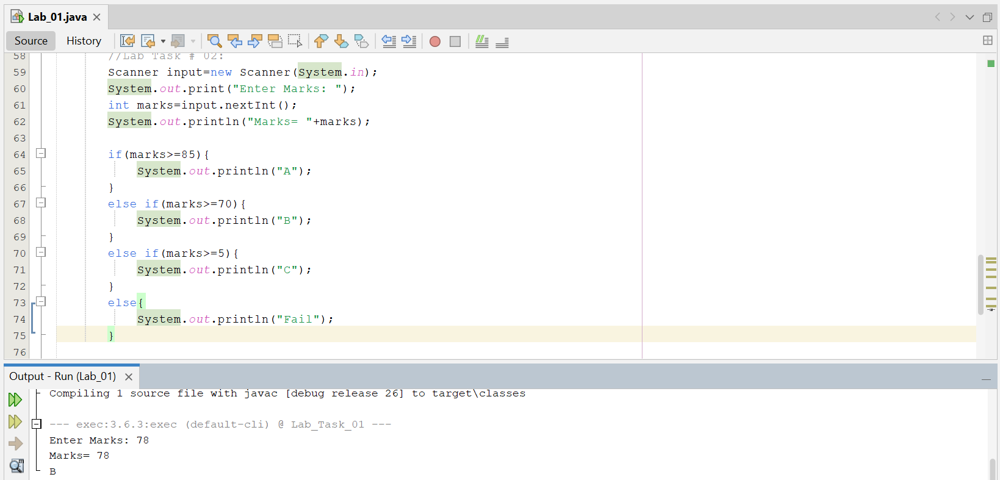 Lab_01.java
Source History
58 //Lab Task # 02:
59 Scanner input=new Scanner(System.in);
60 System.out.print("Enter Marks: ");
61 int marks=input.nextInt();
62 System.out.println("Marks= "+marks);
63
64 if(marks>=85){
65 System.out.println("A");
66 }
67 else if(marks>=70){
68 System.out.println("B");
69 }
70 else if(marks>=5){
71 System.out.println("C");
72 }
73 else{
74 System.out.println("Fail");
75 }
76
Output - Run (Lab_01)
Compiling 1 source file with javac [debug release 26] to target\classes
--- exec:3.6.3:exec (default-cli) @ Lab_Task_01 ---
Enter Marks: 78
Marks= 78
B